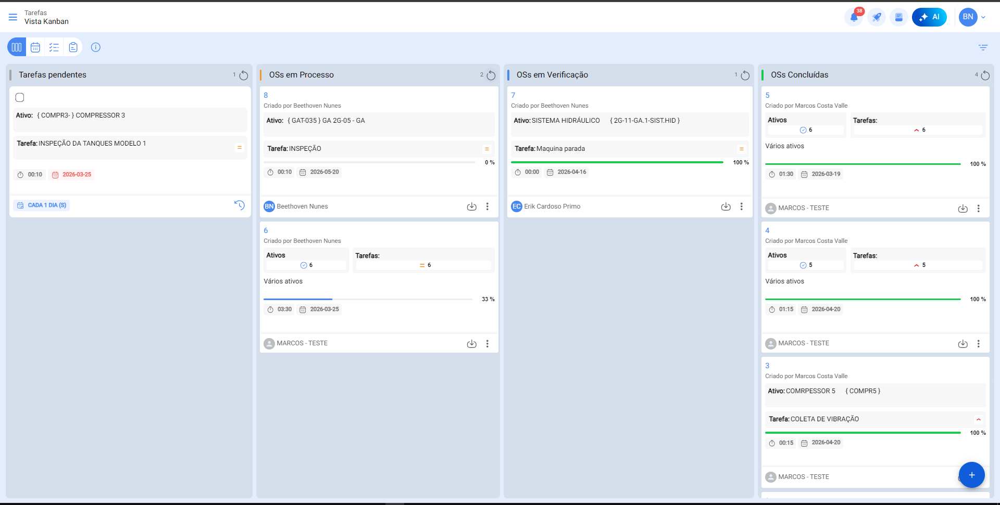 Tarefas
Vista Kanban
38
AI
BN
Tarefas pendentes
1
Ativo: { COMPR3- } COMPRESSOR 3
Tarefa: INSPEÇÃO DA TANQUES MODELO 1
00:10
2026-03-25
CADA 1 DIA (S)
OSs em Processo
2
8
Criado por Beethoven Nunes
Ativo: { GAT-035 } GA 2G-05 - GA
Tarefa: INSPEÇÃO
0 %
00:10
2026-05-20
BN Beethoven Nunes
6
Criado por Beethoven Nunes
Ativos
6
Tarefas:
6
Vários ativos
33 %
03:30
2026-03-25
MARCOS - TESTE
OSs em Verificação
1
7
Criado por Beethoven Nunes
Ativo: SISTEMA HIDRÁULICO { 2G-11-GA.1-SIST.HID }
Tarefa: Maquina parada
100 %
00:00
2026-04-16
EC Erik Cardoso Primo
OSs Concluídas
4
5
Criado por Marcos Costa Valle
Ativos
6
Tarefas:
6
Vários ativos
100 %
01:30
2026-03-19
MARCOS - TESTE
4
Criado por Marcos Costa Valle
Ativos
5
Tarefas:
5
Vários ativos
100 %
01:15
2026-04-20
MARCOS - TESTE
3
Criado por Marcos Costa Valle
Ativo: COMRPESSOR 5 { COMPR5 }
Tarefa: COLETA DE VIBRAÇÃO
100 %
00:15
2026-04-20
MARCOS - TESTE